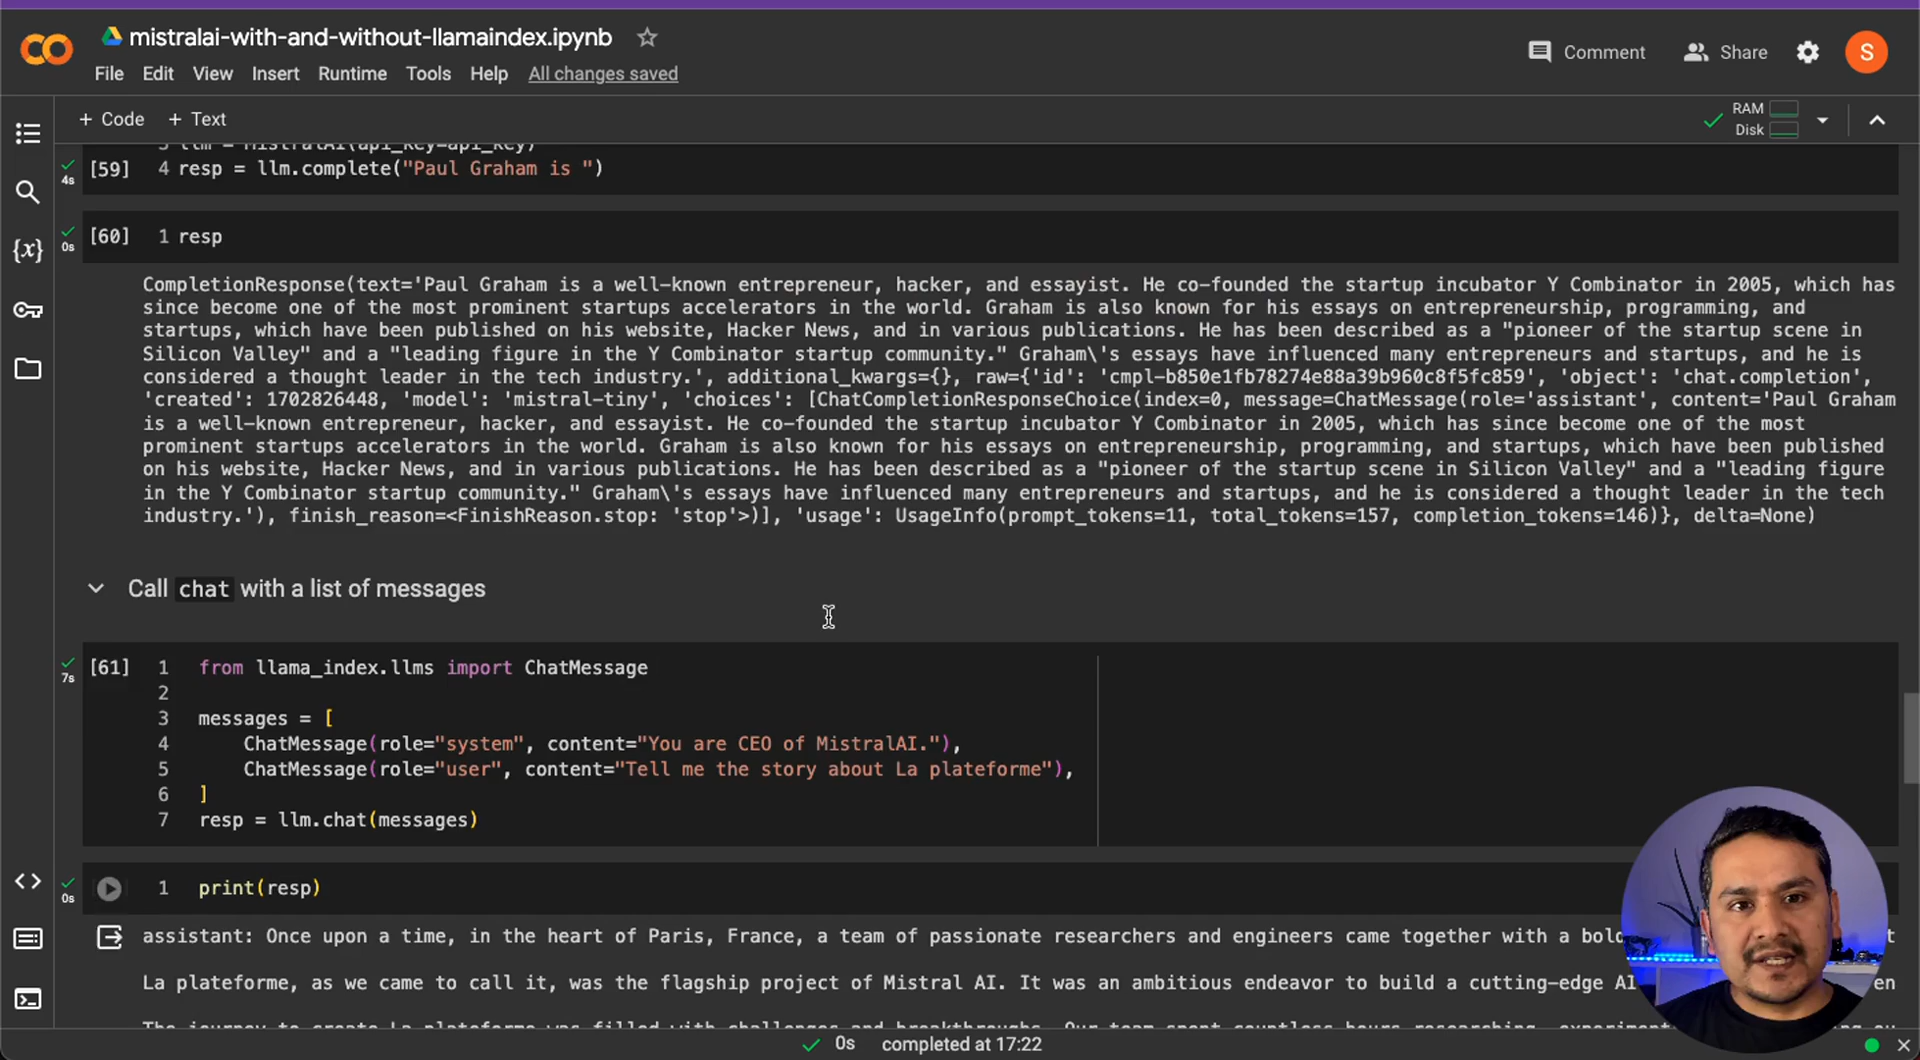 mistralai-with-and-without-llamaindex.ipynb
Comment
Share
S
File Edit View Insert Runtime Tools Help All changes saved
+ Code + Text
RAM
Disk
4s
[59] 4 resp = llm.complete("Paul Graham is ")
0s
[60] 1 resp
CompletionResponse(text='Paul Graham is a well-known entrepreneur, hacker, and essayist. He co-founded the startup incubator Y Combinator in 2005, which has
since become one of the most prominent startups accelerators in the world. Graham is also known for his essays on entrepreneurship, programming, and
startups, which have been published on his website, Hacker News, and in various publications. He has been described as a "pioneer of the startup scene in
Silicon Valley" and a "leading figure in the Y Combinator startup community." Graham\'s essays have influenced many entrepreneurs and startups, and he is
considered a thought leader in the tech industry.', additional_kwargs={}, raw={'id': 'cmpl-b850e1fb78274e88a39b960c8f5fc859', 'object': 'chat.completion',
'created': 1702826448, 'model': 'mistral-tiny', 'choices': [ChatCompletionResponseChoice(index=0, message=ChatMessage(role='assistant', content='Paul Graham
is a well-known entrepreneur, hacker, and essayist. He co-founded the startup incubator Y Combinator in 2005, which has since become one of the most
prominent startups accelerators in the world. Graham is also known for his essays on entrepreneurship, programming, and startups, which have been published
on his website, Hacker News, and in various publications. He has been described as a "pioneer of the startup scene in Silicon Valley" and a "leading figure
in the Y Combinator startup community." Graham\'s essays have influenced many entrepreneurs and startups, and he is considered a thought leader in the tech
industry.'), finish_reason=<FinishReason.stop: 'stop'>)], 'usage': UsageInfo(prompt_tokens=11, total_tokens=157, completion_tokens=146)}, delta=None)
Call chat with a list of messages
7s
[61] 1 from llama_index.llms import ChatMessage
2
3 messages = [
4 ChatMessage(role="system", content="You are CEO of MistralAI."),
5 ChatMessage(role="user", content="Tell me the story about La plateforme"),
6 ]
7 resp = llm.chat(messages)
0s
1 print(resp)
assistant: Once upon a time, in the heart of Paris, France, a team of passionate researchers and engineers came together with a
La plateforme, as we came to call it, was the flagship project of Mistral AI. It was an ambitious endeavor to build a cutting-edge AI
0s completed at 17:22